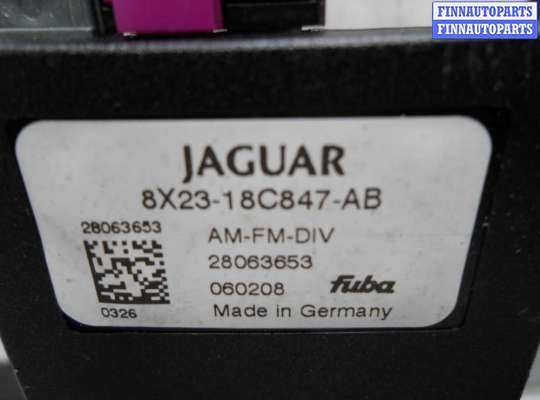 FINNAUTOPARTS
FINNAUTOPARTS
JAGUAR
8X23-18C847-AB
28063653
AM-FM-DIV
28063653
060208 fuba
0326
Made in Germany